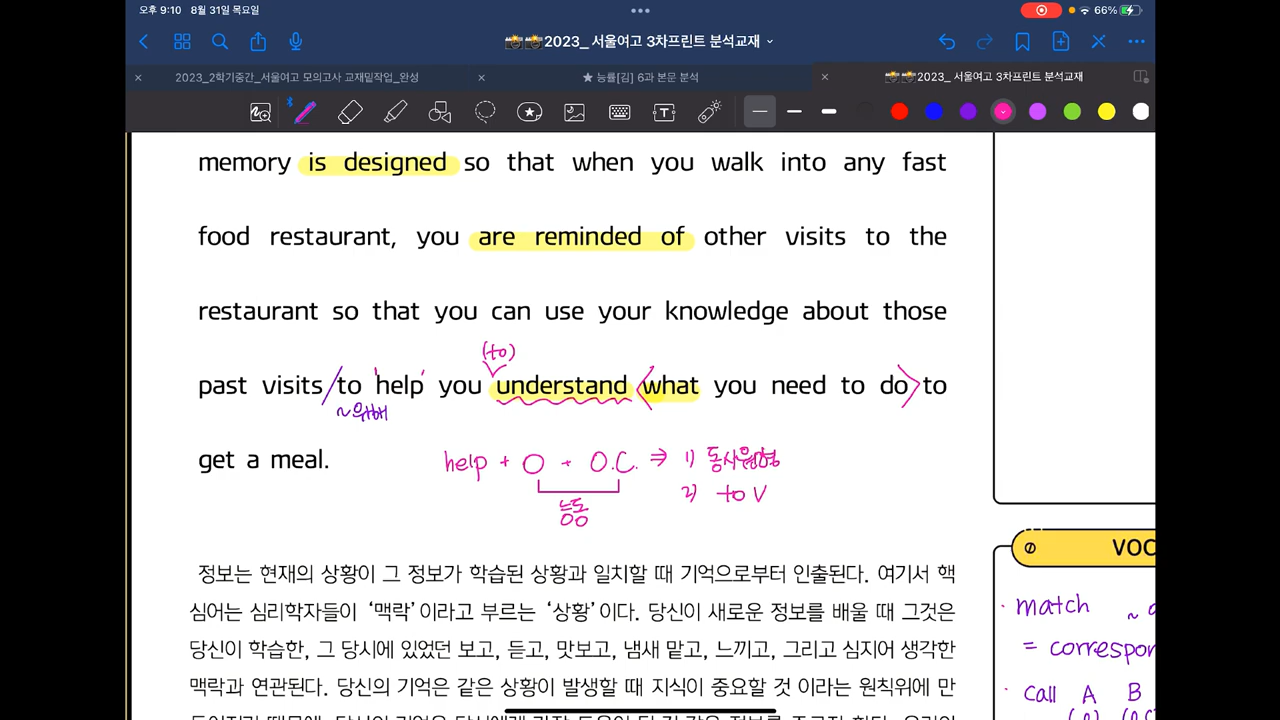 오후 9:10 8월 31일 목요일
66%
2023_ 서울여고 3차프린트 분석교재
2023_2학기중간_서울여고 모의고사 교재밑작업_완성
★ 능률[김] 6과 본문 분석
2023_ 서울여고 3차프린트 분석교재
memory is designed so that when you walk into any fast
food restaurant, you are reminded of other visits to the
restaurant so that you can use your knowledge about those
(to)
past visits / to 'help' you understand <what you need to do> to
~위해
get a meal.
help + O + O.C. ⇒ 1) 동사원형
2) to V
능동
정보는 현재의 상황이 그 정보가 학습된 상황과 일치할 때 기억으로부터 인출된다. 여기서 핵
심어는 심리학자들이 ‘맥락’이라고 부르는 ‘상황’이다. 당신이 새로운 정보를 배울 때 그것은
당신이 학습한, 그 당시에 있었던 보고, 듣고, 맛보고, 냄새 맡고, 느끼고, 그리고 심지어 생각한
맥락과 연관된다. 당신의 기억은 같은 상황이 발생할 때 지식이 중요할 것 이라는 원칙위에 만
VOC
match ~
= correspon
call A B